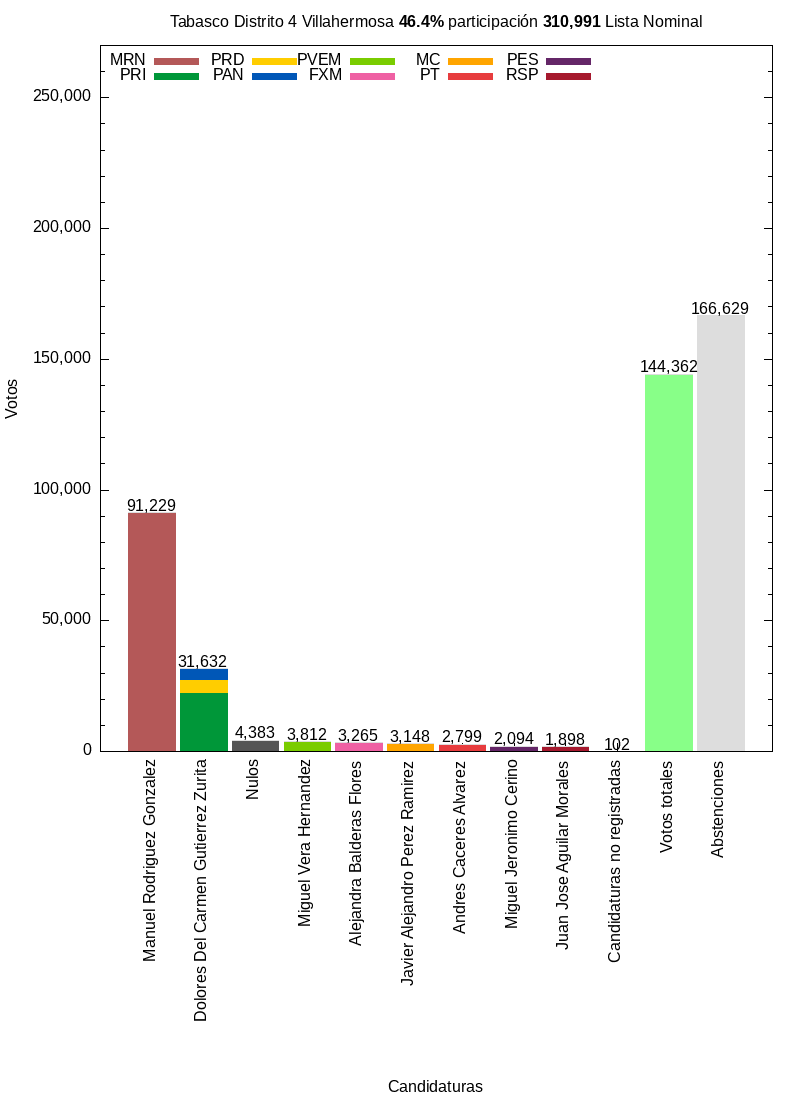 Tabasco Distrito 4 Villahermosa 46.4% participación 310,991 Lista Nominal
MRN PRD PVEM MC PES
PRI PAN FXM PT RSP
250,000
200,000
150,000
100,000
50,000
0
Votos
91,229
31,632
4,383
3,812
3,265
3,148
2,799
2,094
1,898
102
144,362
166,629
Manuel Rodriguez Gonzalez
Dolores Del Carmen Gutierrez Zurita
Nulos
Miguel Vera Hernandez
Alejandra Balderas Flores
Javier Alejandro Perez Ramirez
Andres Caceres Alvarez
Miguel Jeronimo Cerino
Juan Jose Aguilar Morales
Candidaturas no registradas
Votos totales
Abstenciones
Candidaturas